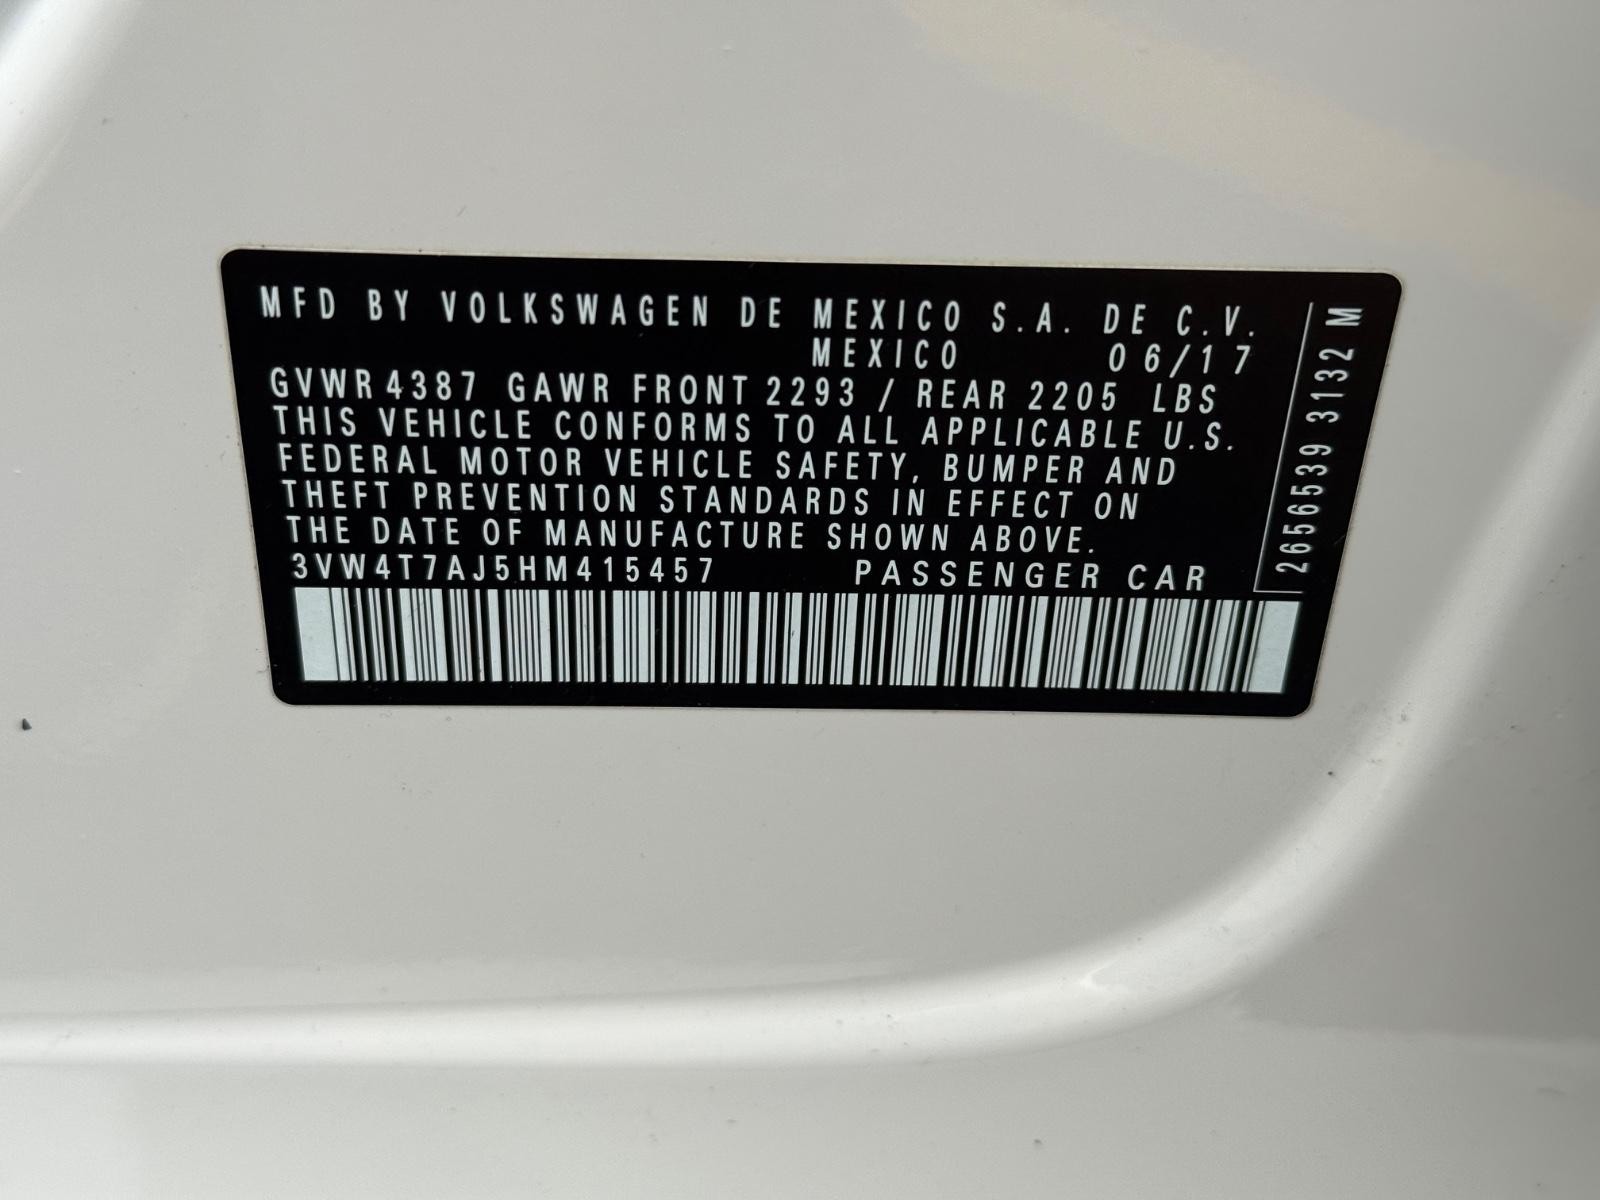 MFD BY VOLKSWAGEN DE MEXICO S.A. DE C.V.
MEXICO 06/17
GVWR 4387 GAWR FRONT 2293 / REAR 2205 LBS
THIS VEHICLE CONFORMS TO ALL APPLICABLE U.S.
FEDERAL MOTOR VEHICLE SAFETY, BUMPER AND
THEFT PREVENTION STANDARDS IN EFFECT ON
THE DATE OF MANUFACTURE SHOWN ABOVE.
3VW4T7AJ5HM415457 PASSENGER CAR
2656539 3132 M